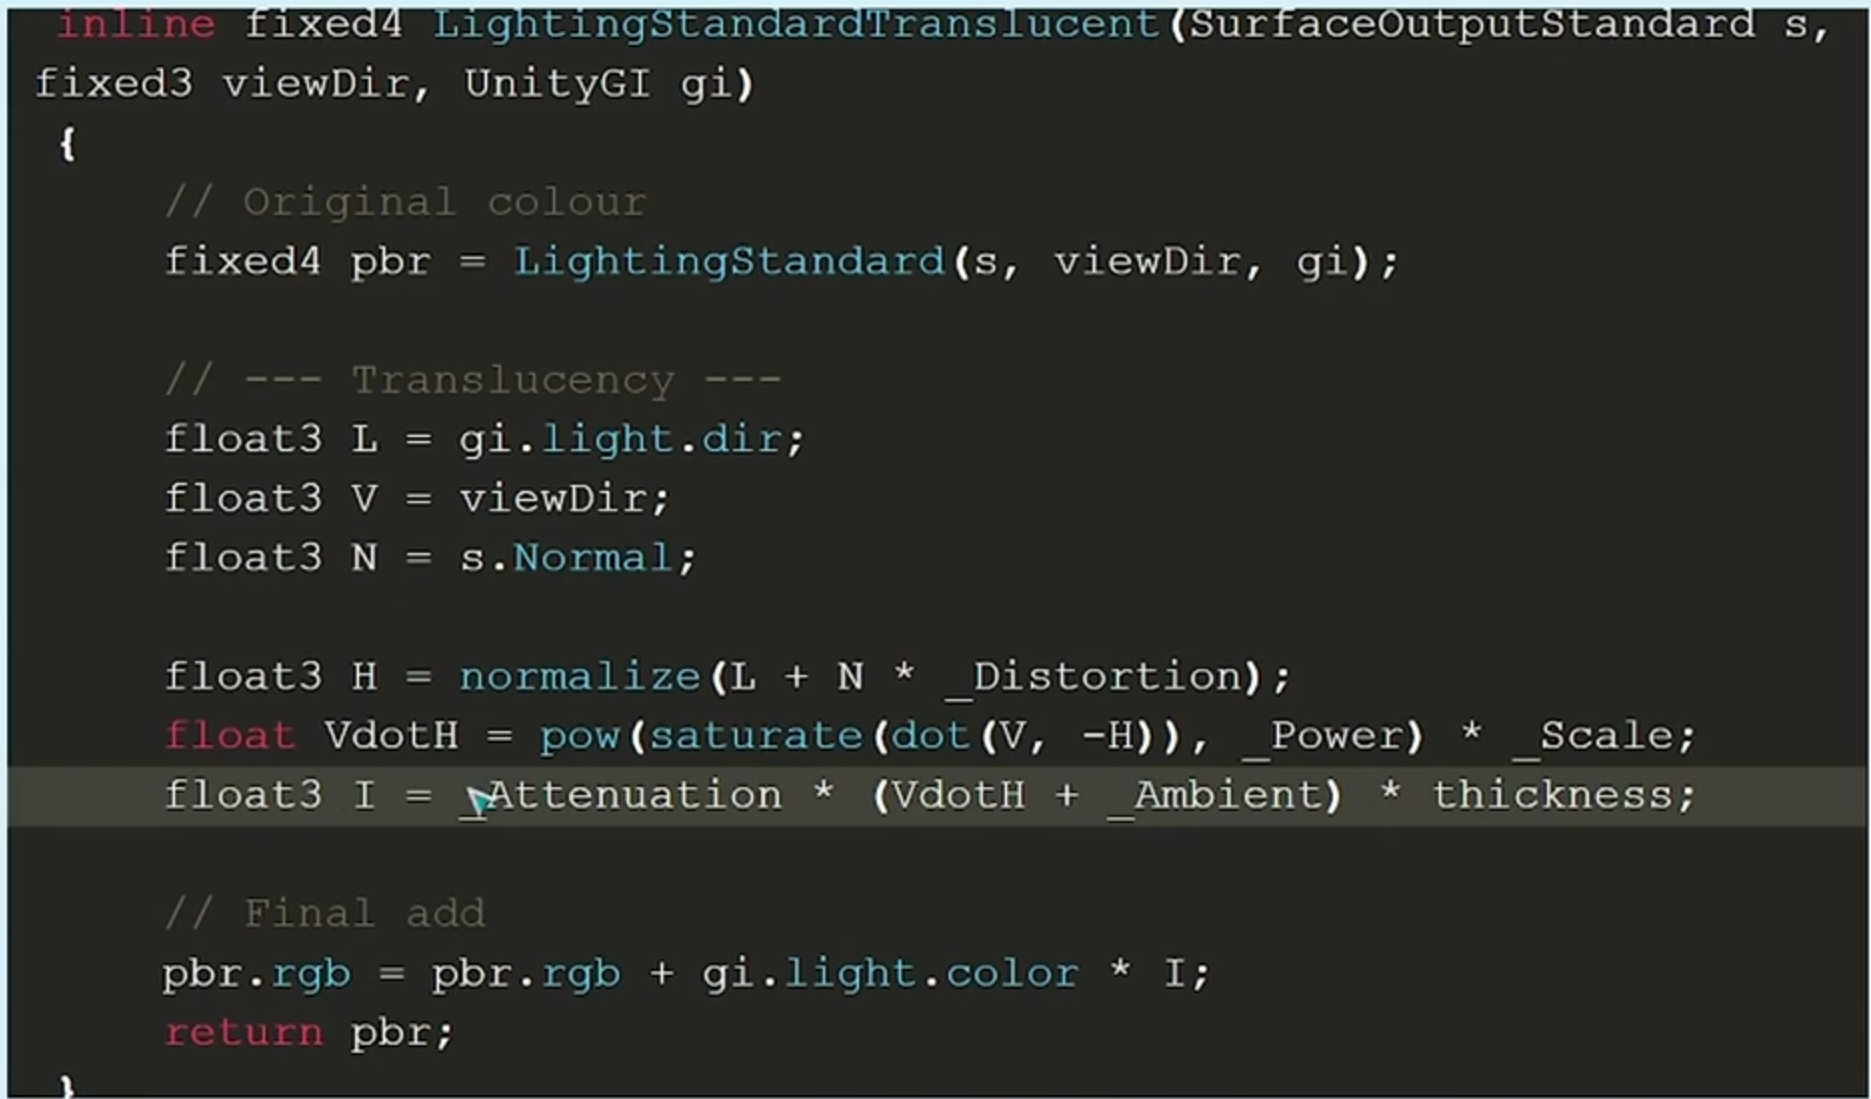 inline fixed4 LightingStandardTranslucent(SurfaceOutputStandard s,
fixed3 viewDir, UnityGI gi)
{
// Original colour
fixed4 pbr = LightingStandard(s, viewDir, gi);
// --- Translucency ---
float3 L = gi.light.dir;
float3 V = viewDir;
float3 N = s.Normal;
float3 H = normalize(L + N * _Distortion);
float VdotH = pow(saturate(dot(V, -H)), _Power) * _Scale;
float3 I = _Attenuation * (VdotH + _Ambient) * thickness;
// Final add
pbr.rgb = pbr.rgb + gi.light.color * I;
return pbr;
}